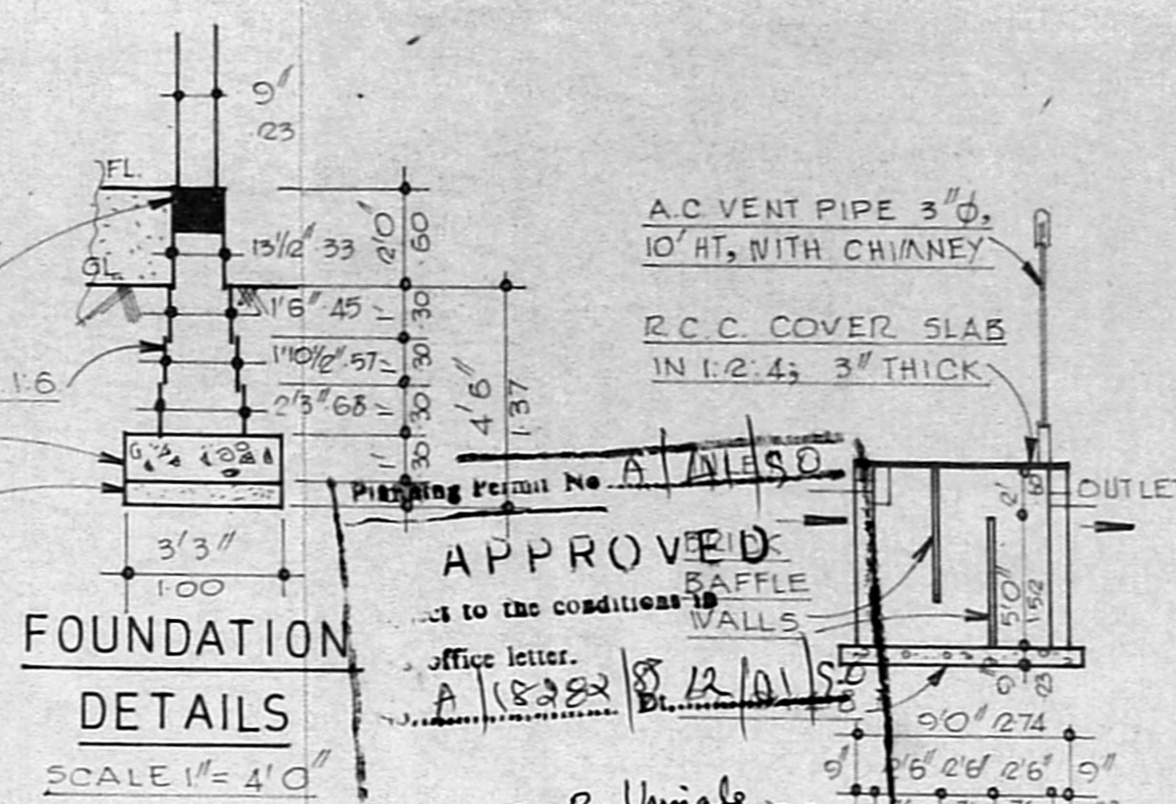 9"
.23
FL.
13½" .33
2'0"
.60
GL.
1'6" .45
.30
1'10½" .57
.30
2'3" .68
.30
1:6
4'6"
1.37
1'
.30
3'3"
1.00
FOUNDATION
DETAILS
SCALE 1" = 4'0"
A.C VENT PIPE 3"Φ,
10' HT, WITH CHIMNEY
R.C.C. COVER SLAB
IN 1:2:4; 3" THICK
Planning Permit No
APPROVED
to the conditions in
office letter.
A/18282
BRICK
BAFFLE
WALLS
OUTLET
2'
5'0"
1.52
9'0" 2.74
9" 2'6" 2'6" 2'6" 9"